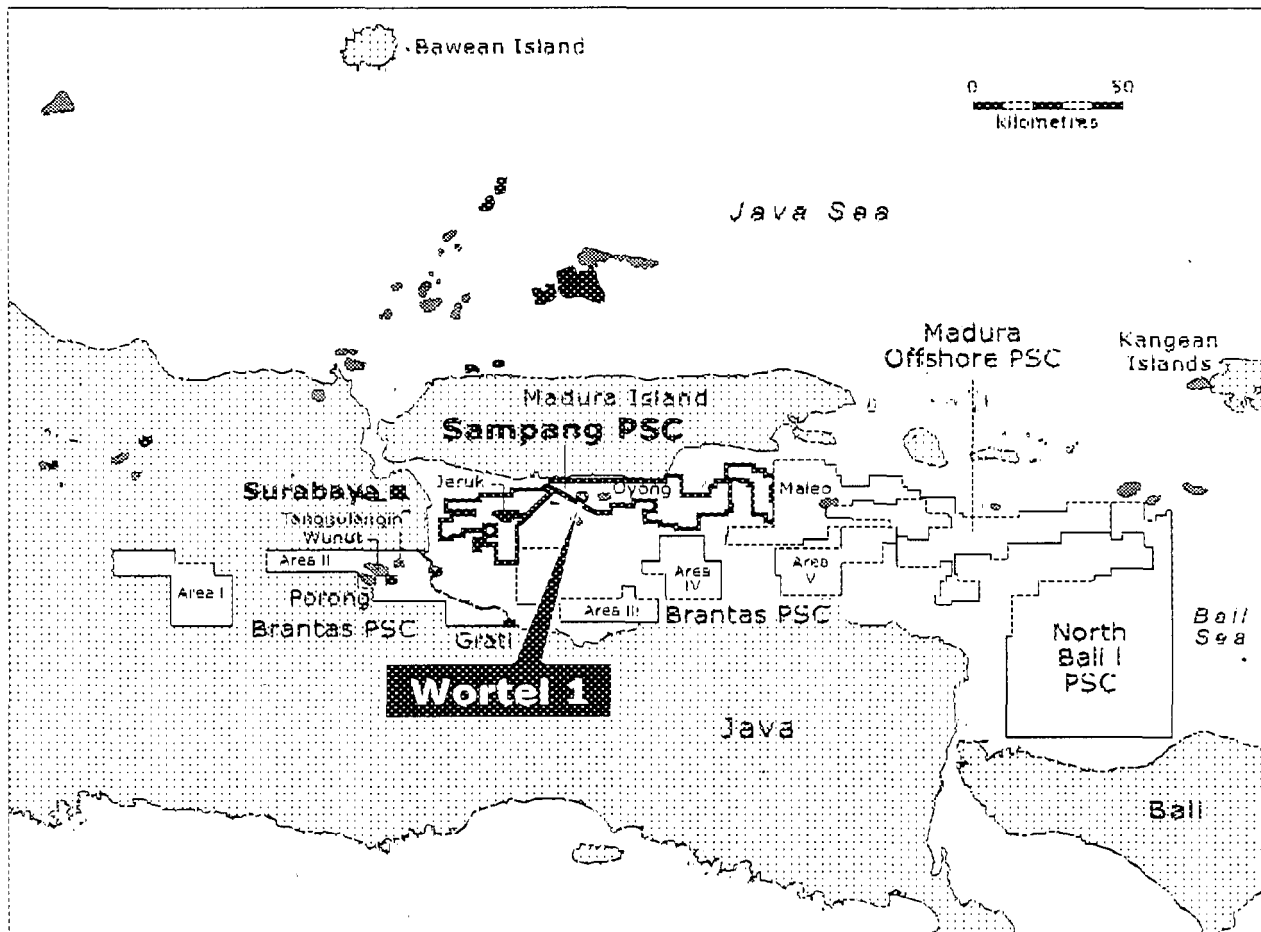 Bawean Island
0 50
kilometres
Java Sea
Madura
Offshore PSC
Kangean
Islands
Madura Island
Sampang PSC
Jeruk
Oyong
Maleo
Surabaya
Tanggulangin
Wunut
Area II
Area I
Porong
Brantas PSC
Grati
Area III
Area
IV
Area
V
Brantas PSC
North
Bali I
PSC
Bali
Sea
Wortel 1
Java
Bali